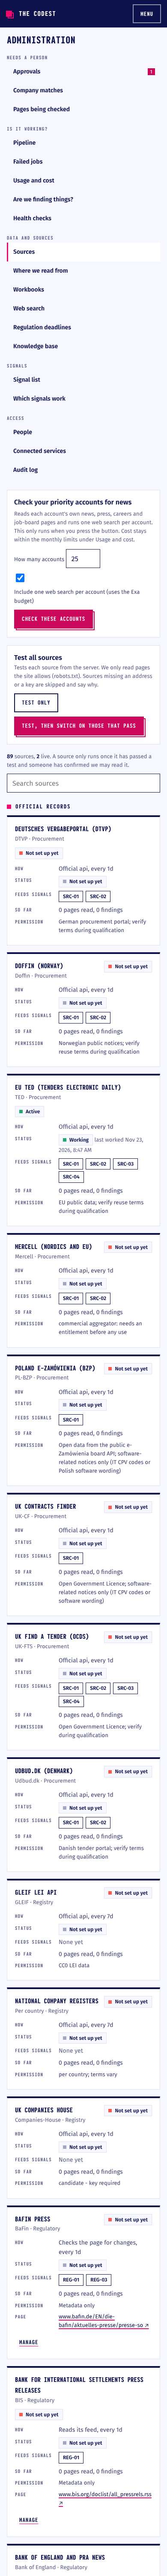 THE CODEST
MENU
ADMINISTRATION
NEEDS A PERSON
Approvals
1
Company matches
Pages being checked
IS IT WORKING?
Pipeline
Failed jobs
Usage and cost
Are we finding things?
Health checks
DATA AND SOURCES
Sources
Where we read from
Workbooks
Web search
Regulation deadlines
Knowledge base
SIGNALS
Signal list
Which signals work
ACCESS
People
Connected services
Audit log
Check your priority accounts for news
Reads each account's own news, press, careers and
job-board pages and runs one web search per account.
This only runs when you press the button. Cost stays
within the monthly limits under Usage and cost.
How many accounts
25
Include one web search per account (uses the Exa
budget)
CHECK THESE ACCOUNTS
Test all sources
Search each source and its services. We only read pages
the site allows (robots.txt). Sources missing an address
or a key are skipped and say why.
TEST ONLY
TEST, THEN SWITCH ON THOSE THAT PASS
89 sources, 2 live. A source only runs once it has passed a
test and someone has confirmed we may read it.
Search sources
OFFICIAL RECORDS
DEUTSCHES VERGABEPORTAL (DTVP)
DTVP · Procurement
Not set up yet
HOW
Official api, every 1d
STATUS
Not set up yet
FEEDS SIGNALS
SRC-01
SRC-02
SO FAR
0 pages read, 0 findings
PERMISSION
German procurement portal; verify
terms during qualification
DOFFIN (NORWAY)
Not set up yet
Doffin · Procurement
HOW
Official api, every 1d
STATUS
Not set up yet
FEEDS SIGNALS
SRC-01
SRC-02
SO FAR
0 pages read, 0 findings
PERMISSION
Norwegian public notices; verify
reuse terms during qualification
EU TED (TENDERS ELECTRONIC DAILY)
TED · Procurement
Active
HOW
Official api, every 1d
STATUS
Working
last worked Nov 23,
2026, 8:47 AM
FEEDS SIGNALS
SRC-01
SRC-02
SRC-03
SRC-04
SO FAR
0 pages read, 0 findings
PERMISSION
EU public data; verify reuse terms
during qualification
MERCELL (NORDICS AND EU)
Not set up yet
Mercell · Procurement
HOW
Official api, every 1d
STATUS
Not set up yet
FEEDS SIGNALS
SRC-01
SRC-02
SO FAR
0 pages read, 0 findings
PERMISSION
commercial aggregator; needs an
entitlement before any use
POLAND E-ZAMÓWIENIA (BZP)
Not set up yet
PL-BZP · Procurement
HOW
Official api, every 1d
STATUS
Not set up yet
FEEDS SIGNALS
SRC-01
SO FAR
0 pages read, 0 findings
PERMISSION
Open data from the public e-
Zamówienia board API; software-
related notices only (IT CPV codes or
Polish software wording)
UK CONTRACTS FINDER
Not set up yet
UK-CF · Procurement
HOW
Official api, every 1d
STATUS
Not set up yet
FEEDS SIGNALS
SRC-01
SO FAR
0 pages read, 0 findings
PERMISSION
Open Government Licence; software-
related notices only (IT CPV codes or
software wording)
UK FIND A TENDER (OCDS)
Not set up yet
UK-FTS · Procurement
HOW
Official api, every 1d
STATUS
Not set up yet
FEEDS SIGNALS
SRC-01
SRC-02
SRC-03
SRC-04
SO FAR
0 pages read, 0 findings
PERMISSION
Open Government Licence; verify
during qualification
UDBUD.DK (DENMARK)
Not set up yet
Udbud.dk · Procurement
HOW
Official api, every 1d
STATUS
Not set up yet
FEEDS SIGNALS
SRC-01
SRC-02
SO FAR
0 pages read, 0 findings
PERMISSION
Danish tender portal; verify terms
during qualification
GLEIF LEI API
Not set up yet
GLEIF · Registry
HOW
Official api, every 7d
STATUS
Not set up yet
FEEDS SIGNALS
None yet
SO FAR
0 pages read, 0 findings
PERMISSION
CC0 LEI data
NATIONAL COMPANY REGISTERS
Not set up yet
Per country · Registry
HOW
Official api, every 7d
STATUS
Not set up yet
FEEDS SIGNALS
None yet
SO FAR
0 pages read, 0 findings
PERMISSION
per country; terms vary
UK COMPANIES HOUSE
Not set up yet
Companies-House · Registry
HOW
Official api, every 1d
STATUS
Not set up yet
FEEDS SIGNALS
None yet
SO FAR
0 pages read, 0 findings
PERMISSION
candidate - key required
BAFIN PRESS
Not set up yet
BaFin · Regulatory
HOW
Checks the page for changes,
every 1d
STATUS
Not set up yet
FEEDS SIGNALS
REG-01
REG-03
SO FAR
0 pages read, 0 findings
PERMISSION
Metadata only
PAGE
www.bafin.de/EN/die-
bafin/aktuelles-presse/presse-so ↗
MANAGE
BANK FOR INTERNATIONAL SETTLEMENTS PRESS
RELEASES
BIS · Regulatory
Not set up yet
HOW
Reads its feed, every 1d
STATUS
Not set up yet
FEEDS SIGNALS
REG-01
SO FAR
0 pages read, 0 findings
PERMISSION
Metadata only
PAGE
www.bis.org/doclist/all_pressrels.rss
↗
MANAGE
BANK OF ENGLAND AND PRA NEWS
Bank of England · Regulatory